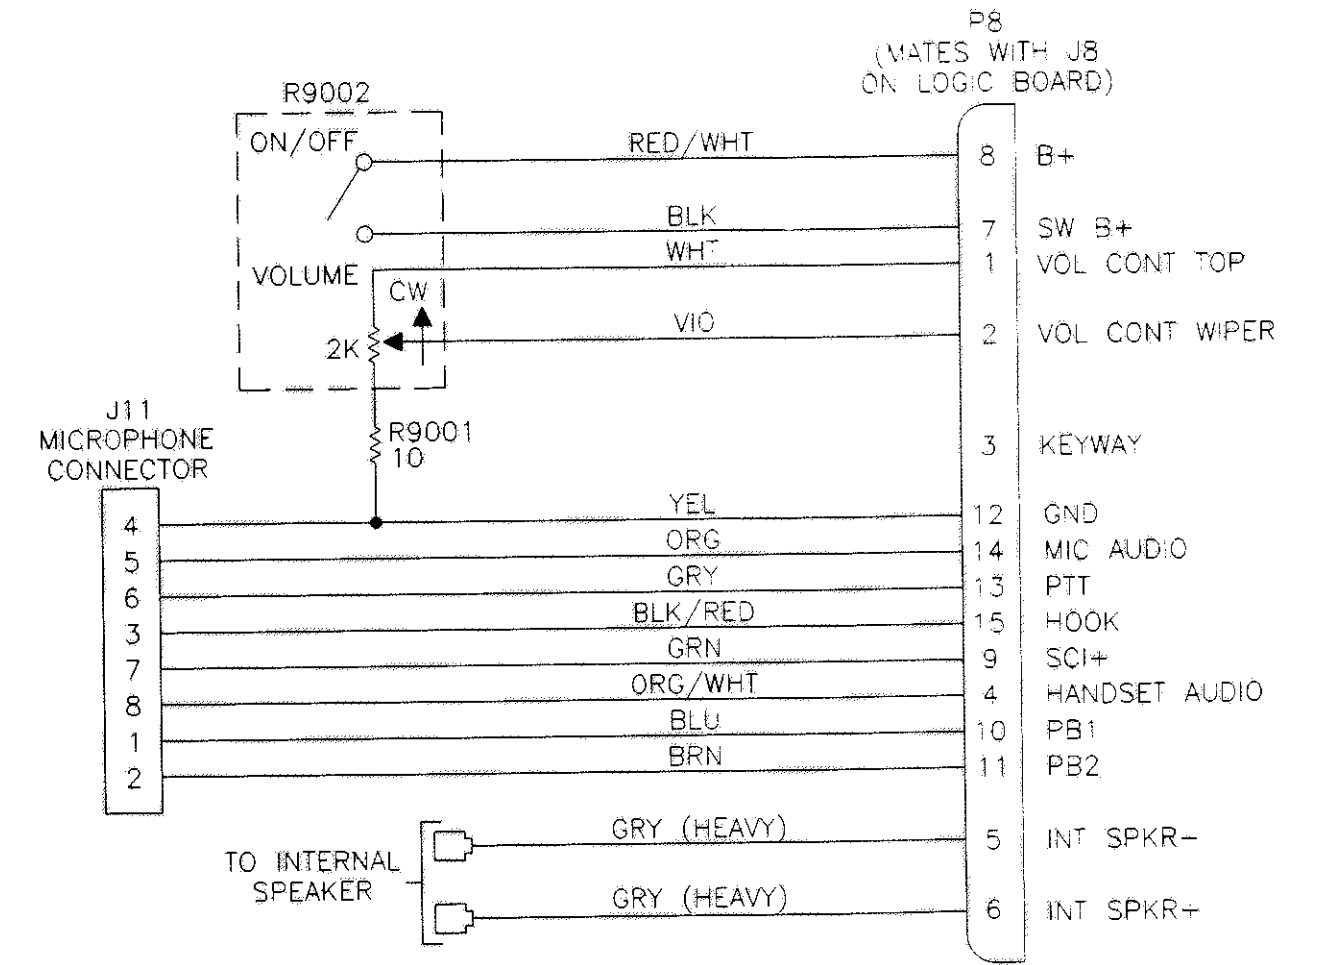 P8
(MATES WITH J8
ON LOGIC BOARD)
R9002
ON/OFF
RED/WHT
8 B+
BLK
7 SW B+
WHT
1 VOL CONT TOP
VOLUME
CW
VIO
2K
2 VOL CONT WIPER
J11
MICROPHONE
CONNECTOR
R9001
10
3 KEYWAY
4 YEL 12 GND
5 ORG 14 MIC AUDIO
6 GRY 13 PTT
3 BLK/RED 15 HOOK
7 GRN 9 SCI+
8 ORG/WHT 4 HANDSET AUDIO
1 BLU 10 PB1
2 BRN 11 PB2
TO INTERNAL
SPEAKER
GRY (HEAVY) 5 INT SPKR-
GRY (HEAVY) 6 INT SPKR+